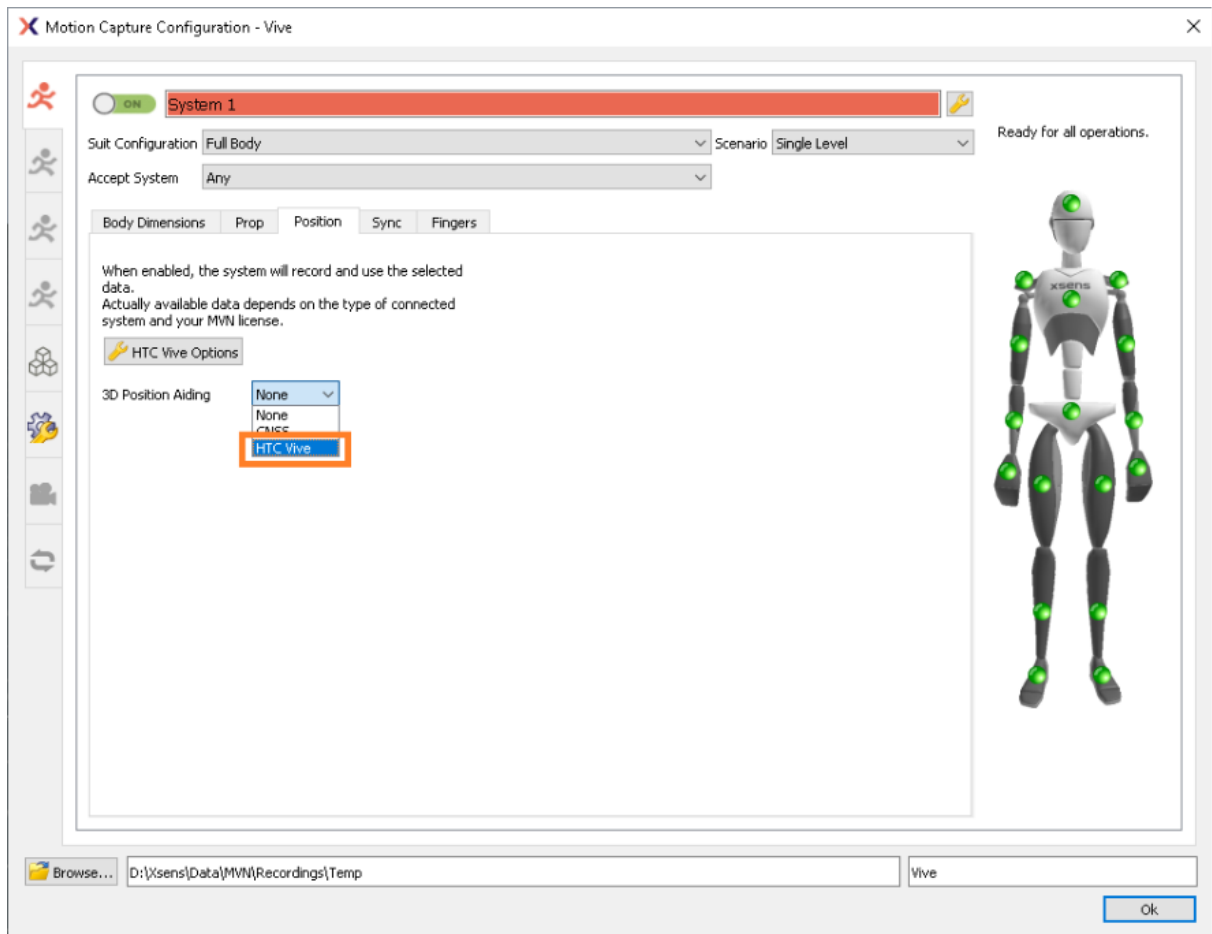 Motion Capture Configuration - Vive
ON
System 1
Suit Configuration Full Body Scenario Single Level
Ready for all operations.
Accept System Any
Body Dimensions Prop Position Sync Fingers
When enabled, the system will record and use the selected
data.
Actually available data depends on the type of connected
system and your MVN license.
HTC Vive Options
3D Position Aiding None
None
GNSS
HTC Vive
xsens
Browse... D:\Xsens\Data\MVN\Recordings\Temp Vive
Ok